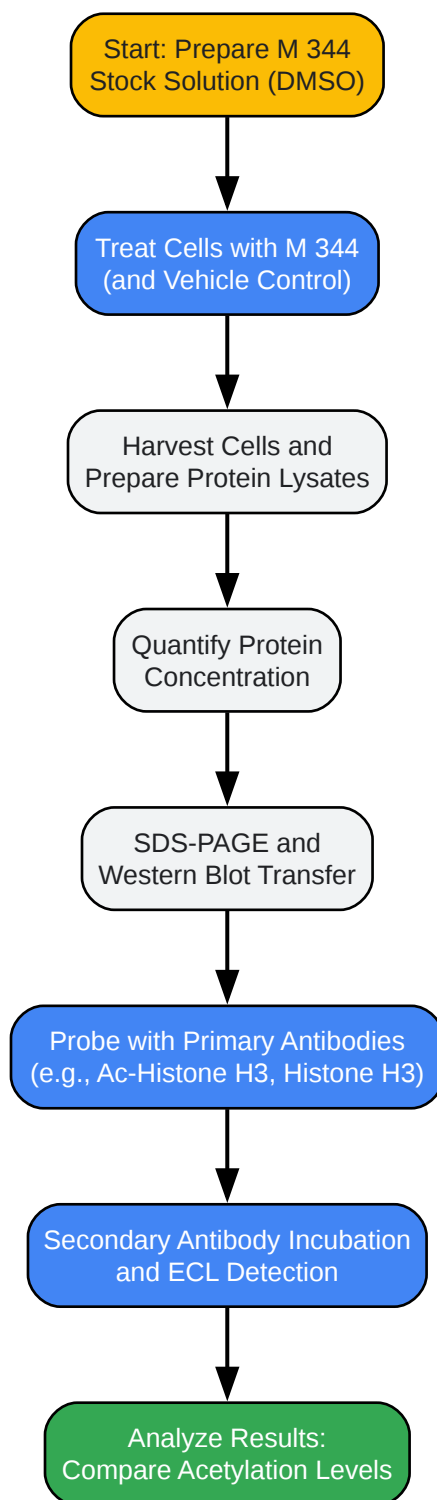 Start: Prepare M 344
Stock Solution (DMSO)
Treat Cells with M 344
(and Vehicle Control)
Harvest Cells and
Prepare Protein Lysates
Quantify Protein
Concentration
SDS-PAGE and
Western Blot Transfer
Probe with Primary Antibodies
(e.g., Ac-Histone H3, Histone H3)
Secondary Antibody Incubation
and ECL Detection
Analyze Results:
Compare Acetylation Levels